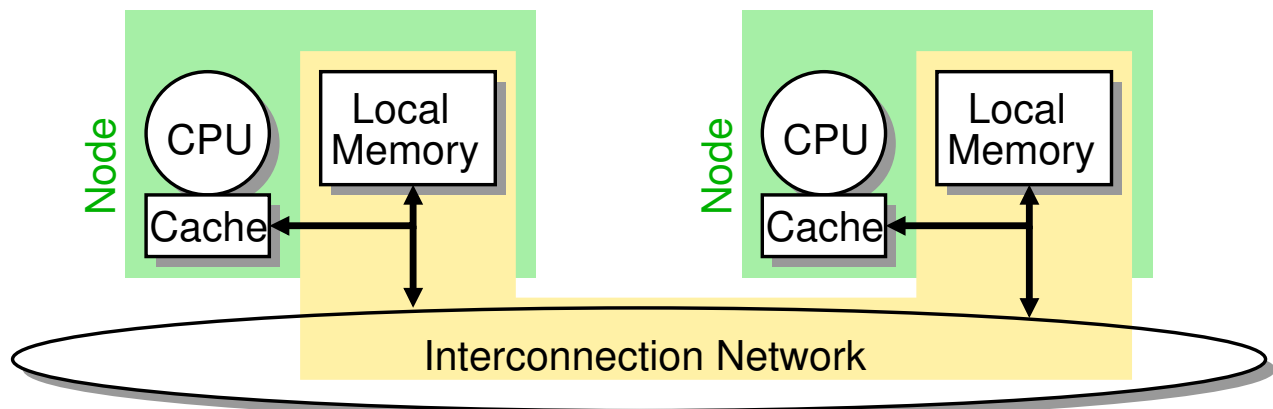 Node
CPU
Cache
Local
Memory
Node
CPU
Cache
Local
Memory
Interconnection Network